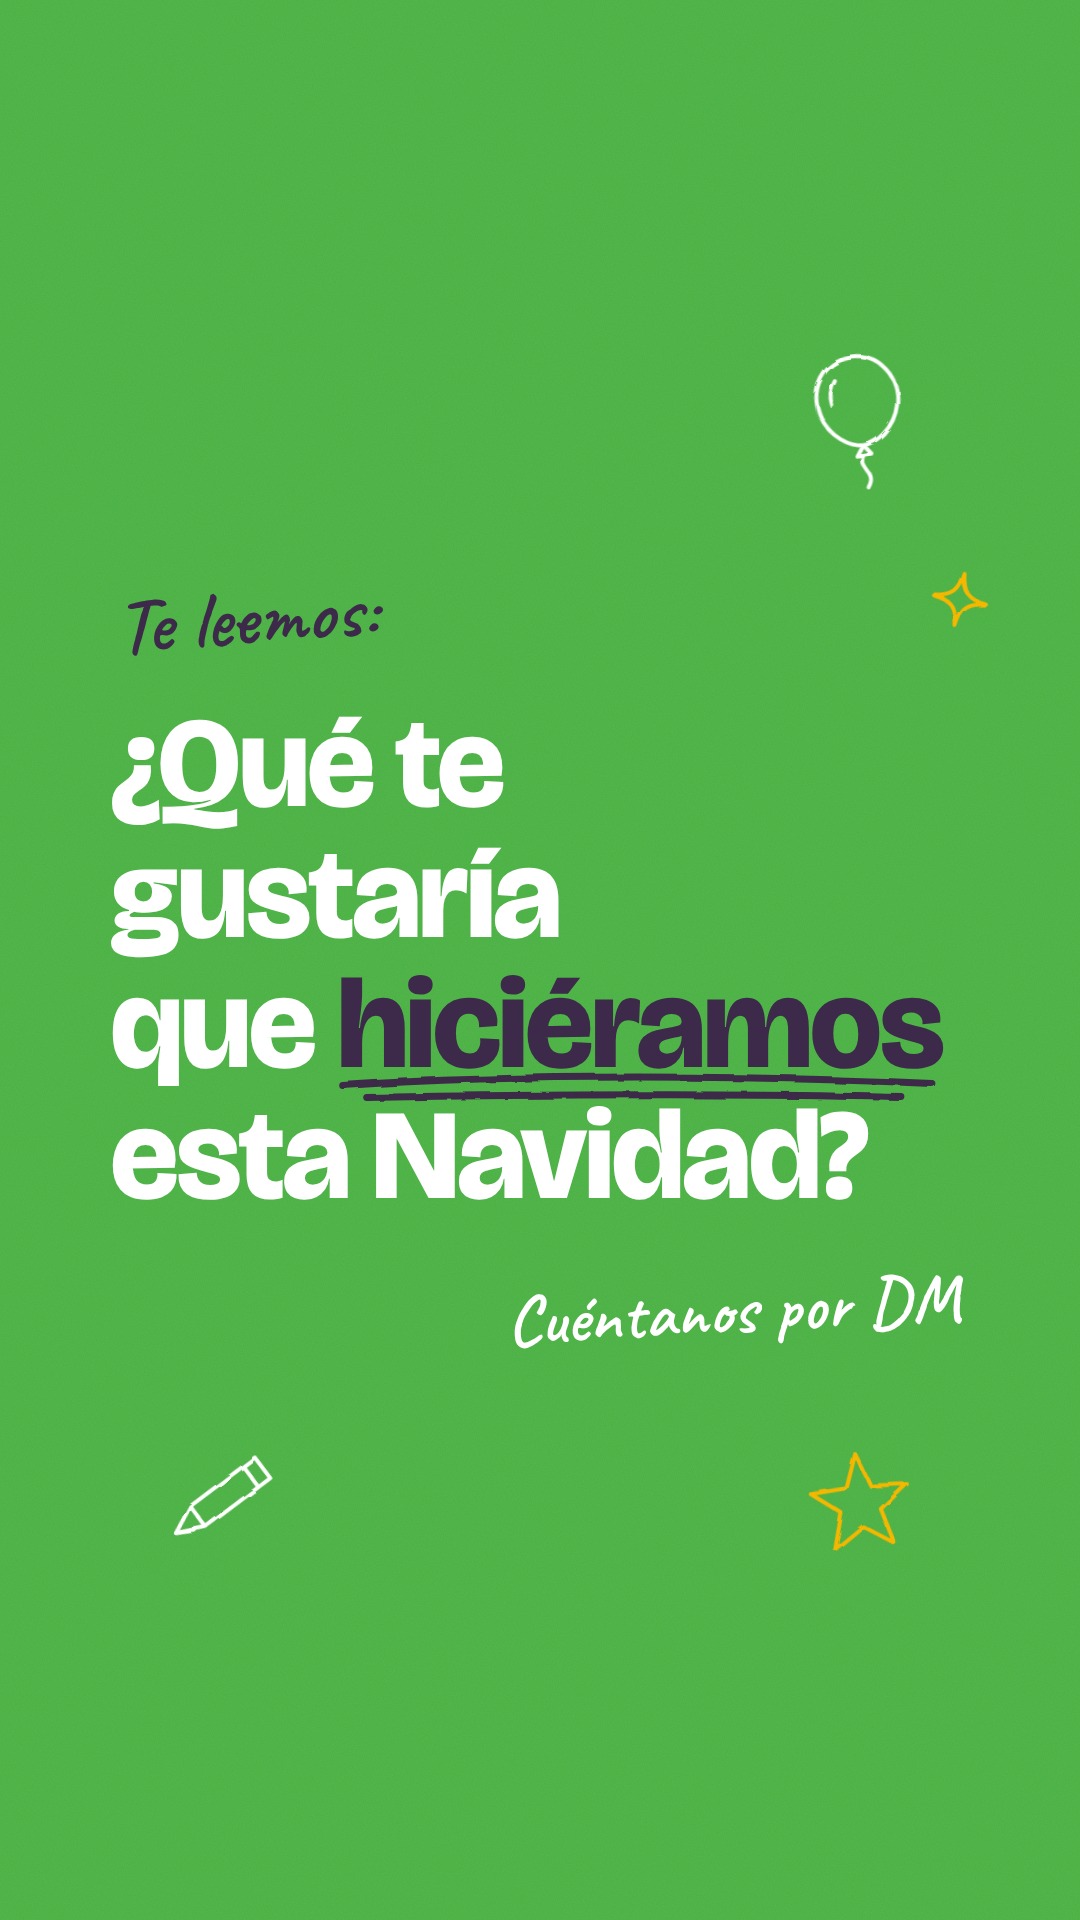 Te leemos:
¿Qué te
gustaría
que hiciéramos
esta Navidad?
Cuéntanos por DM